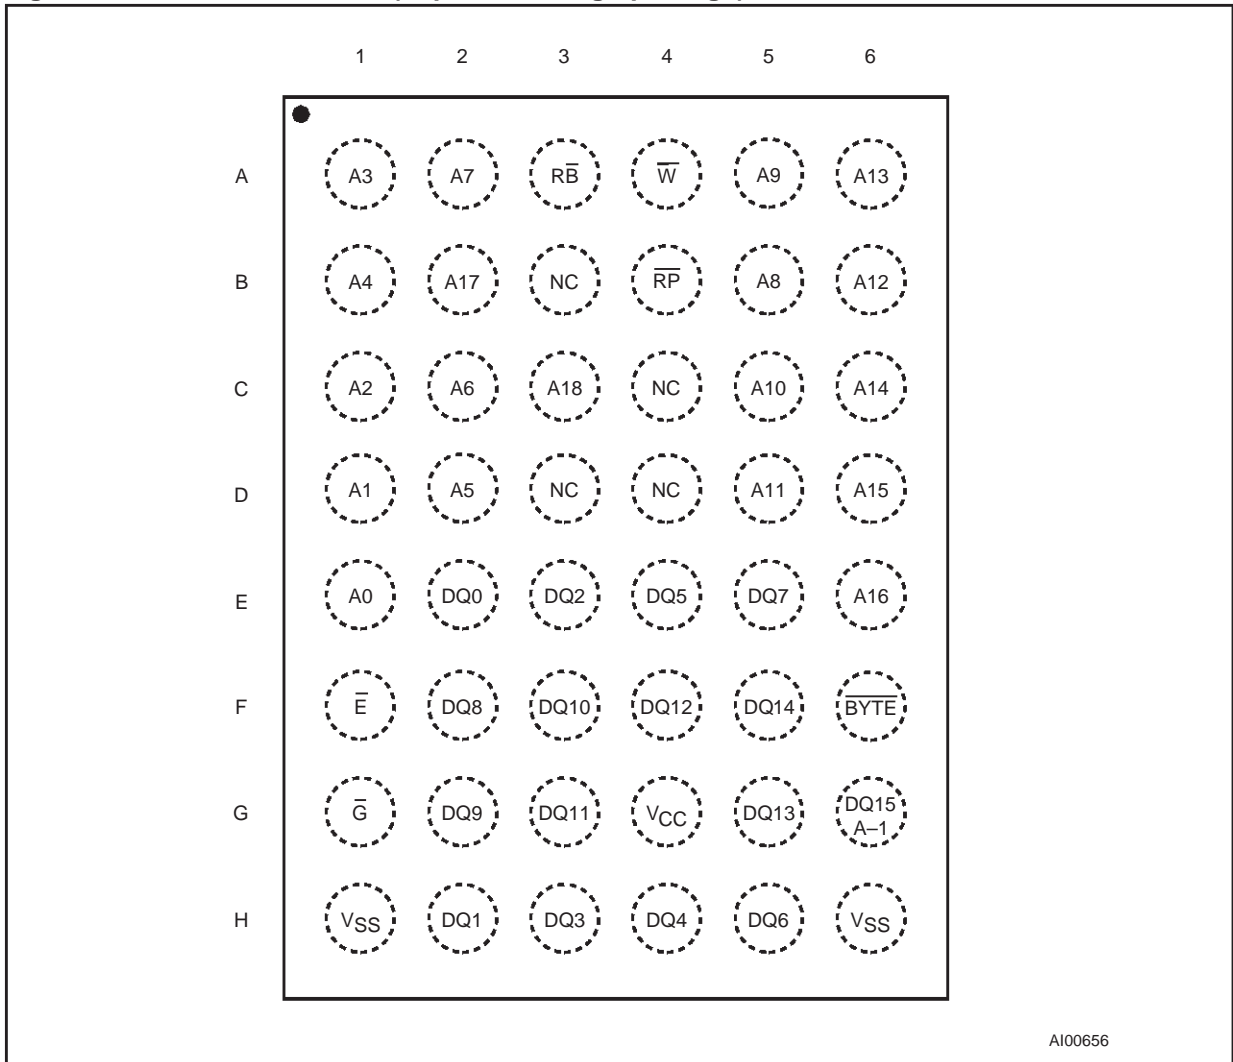 1 2 3 4 5 6
A A3 A7 RB̅ W̅ A9 A13
B A4 A17 NC R̅P̅ A8 A12
C A2 A6 A18 NC A10 A14
D A1 A5 NC NC A11 A15
E A0 DQ0 DQ2 DQ5 DQ7 A16
F E̅ DQ8 DQ10 DQ12 DQ14 B̅Y̅T̅E̅
G G̅ DQ9 DQ11 VCC DQ13 DQ15
A–1
H VSS DQ1 DQ3 DQ4 DQ6 VSS
AI00656